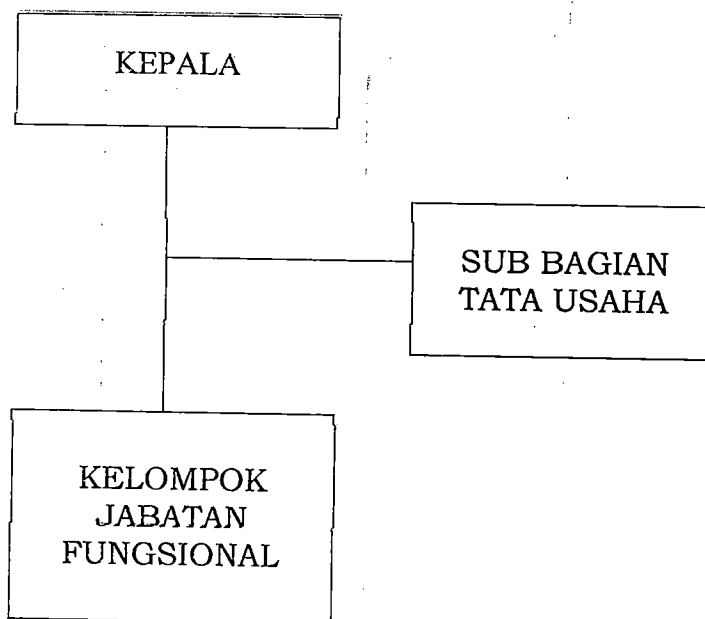 KEPALA
SUB BAGIAN
TATA USAHA
KELOMPOK
JABATAN
FUNGSIONAL